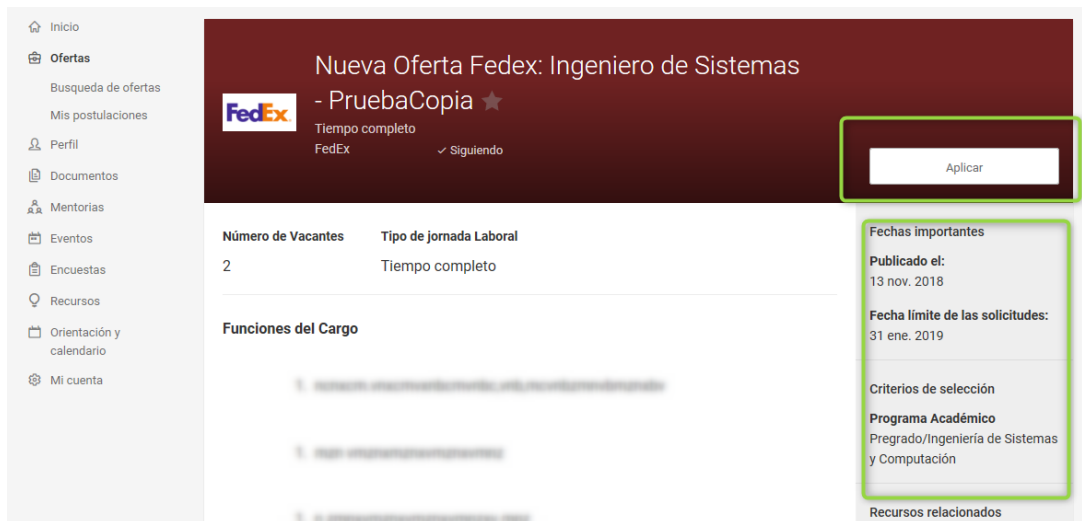 Inicio
Ofertas
Busqueda de ofertas
Mis postulaciones
Perfil
Documentos
Mentorias
Eventos
Encuestas
Recursos
Orientación y
calendario
Mi cuenta
FedEx
Nueva Oferta Fedex: Ingeniero de Sistemas
- PruebaCopia
Tiempo completo
FedEx Siguiendo
Aplicar
Número de Vacantes Tipo de jornada Laboral
2 Tiempo completo
Funciones del Cargo
1.
1.
1.
Fechas importantes
Publicado el:
13 nov. 2018
Fecha límite de las solicitudes:
31 ene. 2019
Criterios de selección
Programa Académico
Pregrado/Ingeniería de Sistemas
y Computación
Recursos relacionados